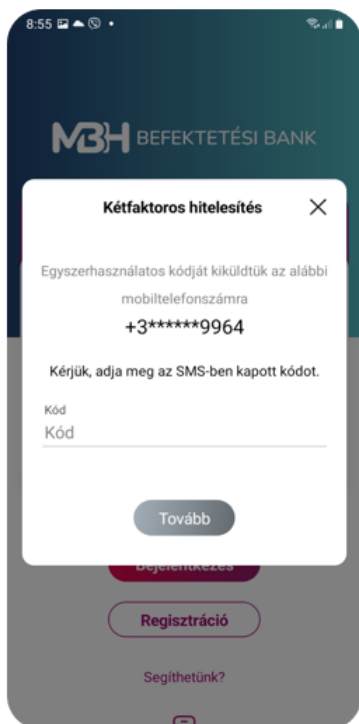 8:55
MBH BEFEKTETÉSI BANK
Kétfaktoros hitelesítés
Egyszerhasználatos kódját kiküldtük az alábbi
mobiltelefonszámra
+3******9964
Kérjük, adja meg az SMS-ben kapott kódot.
Kód
Kód
Tovább
Bejelentkezés
Regisztráció
Segíthetünk?